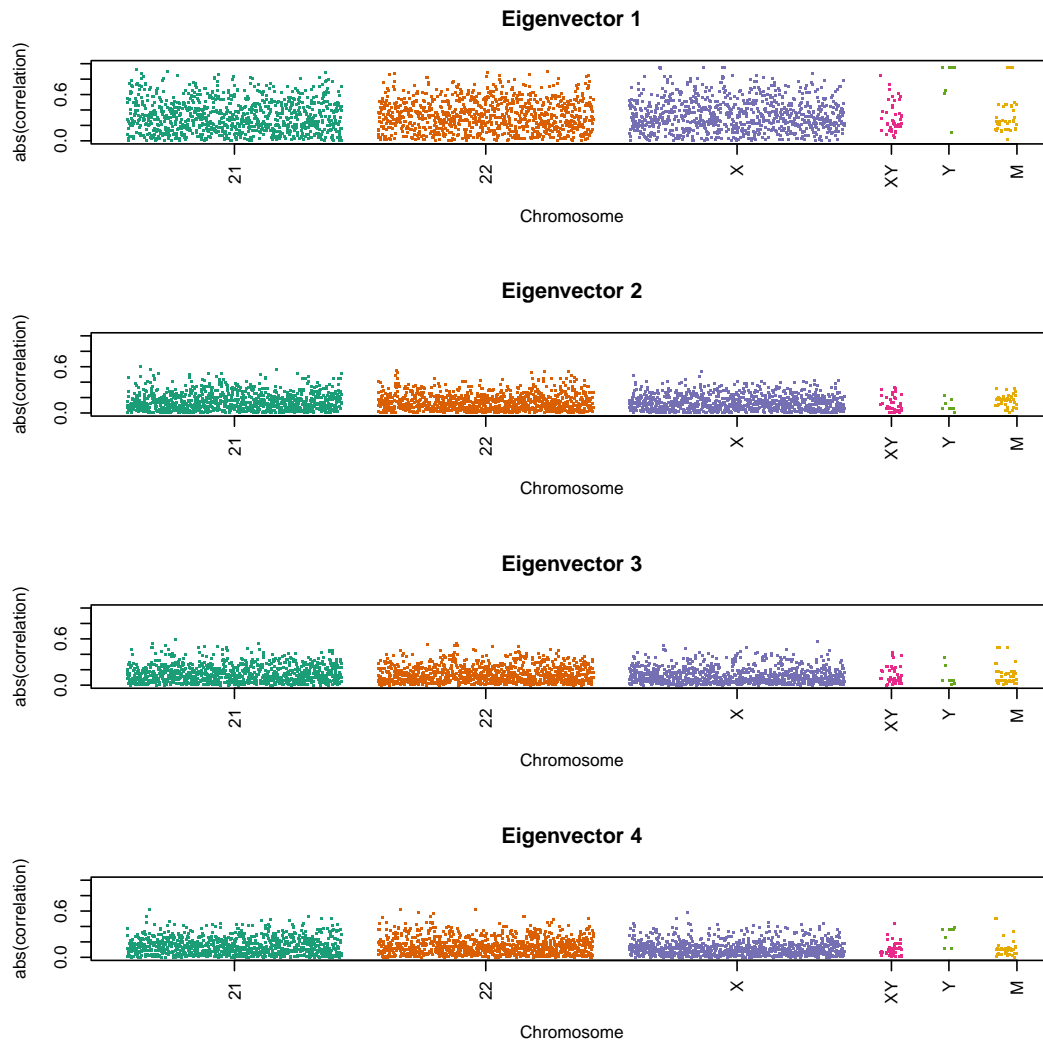 Eigenvector 1
abs(correlation)
0.6
0.0
21 22 X XY Y M
Chromosome
Eigenvector 2
abs(correlation)
0.6
0.0
21 22 X XY Y M
Chromosome
Eigenvector 3
abs(correlation)
0.6
0.0
21 22 X XY Y M
Chromosome
Eigenvector 4
abs(correlation)
0.6
0.0
21 22 X XY Y M
Chromosome